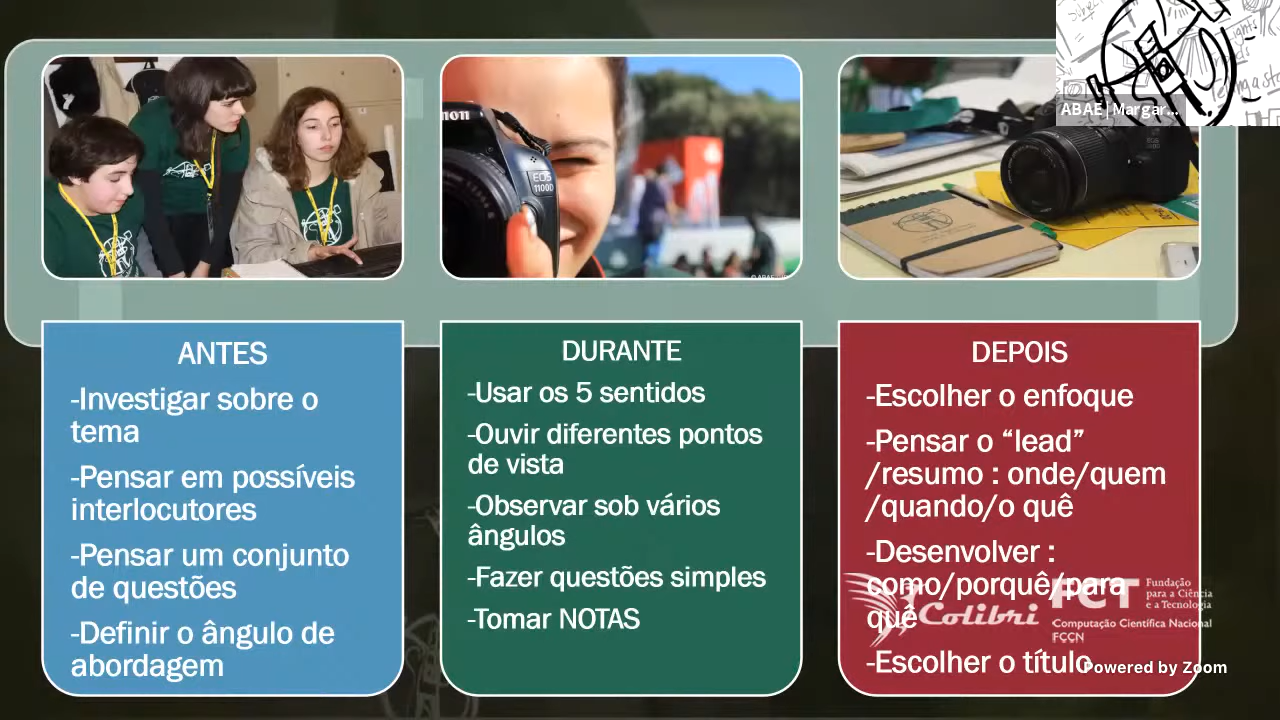 ABAE | Margar...
Canon
EOS
1100D
ANTES
-Investigar sobre o
tema
-Pensar em possíveis
interlocutores
-Pensar um conjunto
de questões
-Definir o ângulo de
abordagem
DURANTE
-Usar os 5 sentidos
-Ouvir diferentes pontos
de vista
-Observar sob vários
ângulos
-Fazer questões simples
-Tomar NOTAS
DEPOIS
-Escolher o enfoque
-Pensar o “lead”
/resumo : onde/quem
/quando/o quê
-Desenvolver :
como/porquê/para
quê
-Escolher o título
Colibri
FCT Fundação
para a Ciência
e a Tecnologia
Computação Científica Nacional
FCCN
Powered by Zoom